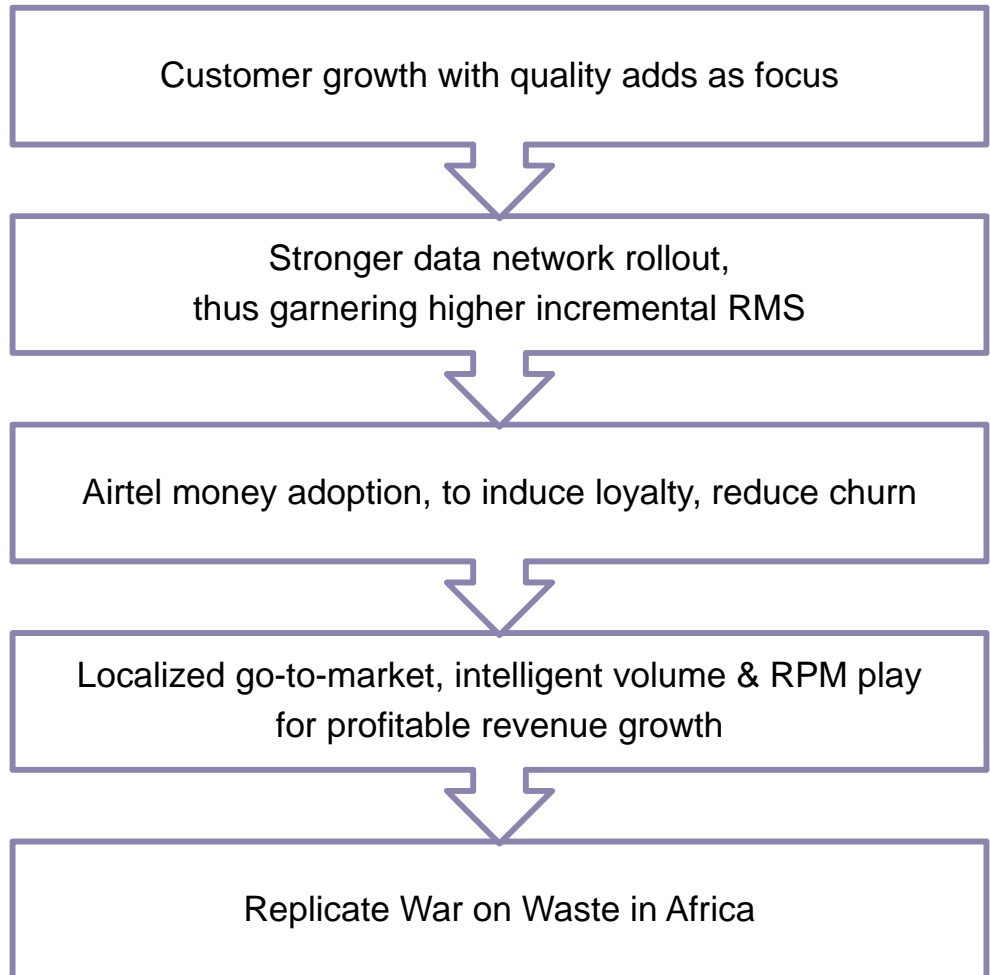 Customer growth with quality adds as focus
Stronger data network rollout,
thus garnering higher incremental RMS
Airtel money adoption, to induce loyalty, reduce churn
Localized go-to-market, intelligent volume & RPM play
for profitable revenue growth
Replicate War on Waste in Africa